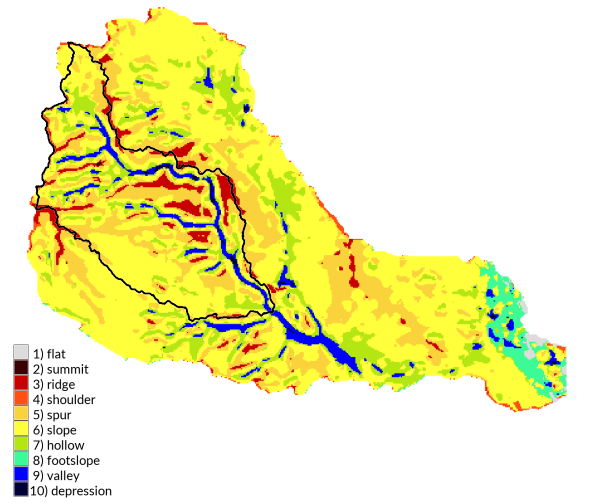 1) flat
2) summit
3) ridge
4) shoulder
5) spur
6) slope
7) hollow
8) footslope
9) valley
10) depression